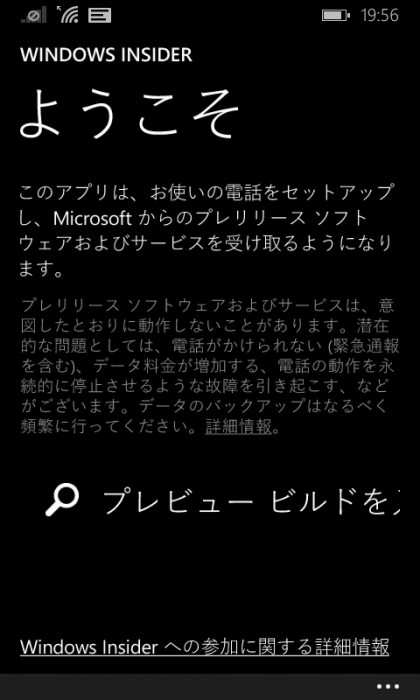 19:56
WINDOWS INSIDER
ようこそ
このアプリは、お使いの電話をセットアップ
し、Microsoft からのプレリリース ソフト
ウェアおよびサービスを受け取るようになり
ます。
プレリリース ソフトウェアおよびサービスは、意
図したとおりに動作しないことがあります。潜在
的な問題としては、電話がかけられない (緊急通報
を含む)、データ料金が増加する、電話の動作を永
続的に停止させるような故障を引き起こす、など
がございます。データのバックアップはなるべく
頻繁に行ってください。詳細情報。
プレビュー ビルドを
Windows Insider への参加に関する詳細情報